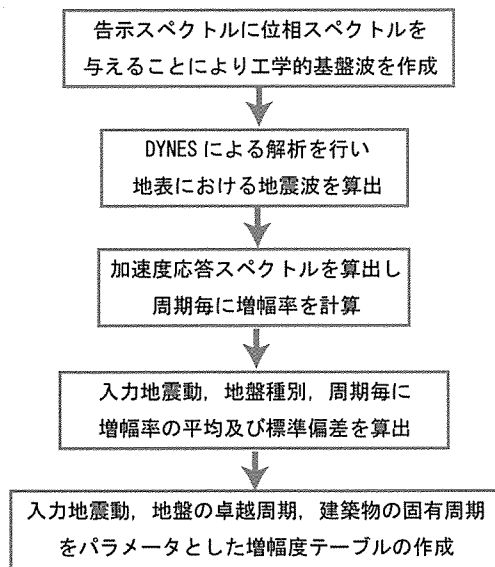 告示スペクトルに位相スペクトルを
与えることにより工学的基盤波を作成
DYNESによる解析を行い
地表における地震波を算出
加速度応答スペクトルを算出し
周期毎に増幅率を計算
入力地震動，地盤種別，周期毎に
増幅率の平均及び標準偏差を算出
入力地震動，地盤の卓越周期，建築物の固有周期
をパラメータとした増幅度テーブルの作成